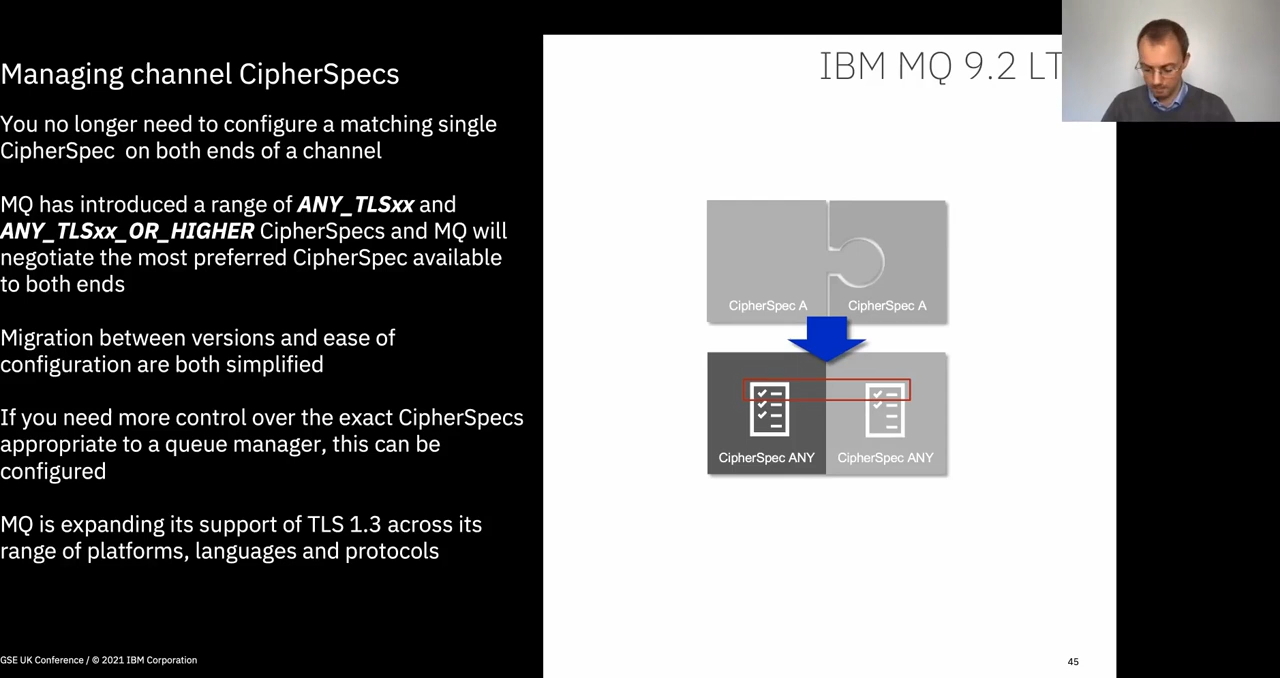 Managing channel CipherSpecs
IBM MQ 9.2 LT
You no longer need to configure a matching single
CipherSpec on both ends of a channel
MQ has introduced a range of ANY_TLSxx and
ANY_TLSxx_OR_HIGHER CipherSpecs and MQ will
negotiate the most preferred CipherSpec available
to both ends
Migration between versions and ease of
configuration are both simplified
If you need more control over the exact CipherSpecs
appropriate to a queue manager, this can be
configured
MQ is expanding its support of TLS 1.3 across its
range of platforms, languages and protocols
CipherSpec A
CipherSpec A
CipherSpec ANY
CipherSpec ANY
GSE UK Conference / © 2021 IBM Corporation
45